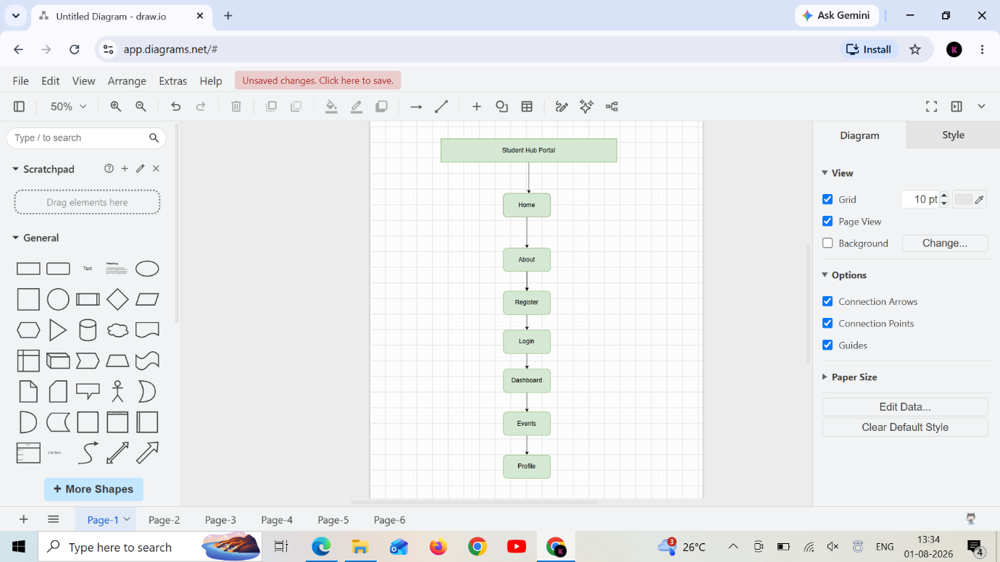 Untitled Diagram - draw.io
Ask Gemini
app.diagrams.net/#
Install
K
File Edit View Arrange Extras Help Unsaved changes. Click here to save.
50%
Type / to search
Scratchpad
Drag elements here
General
Text
Heading
List Item
+ More Shapes
Student Hub Portal
Home
About
Register
Login
Dashboard
Events
Profile
Diagram Style
View
Grid 10 pt
Page View
Background Change...
Options
Connection Arrows
Connection Points
Guides
Paper Size
Edit Data...
Clear Default Style
Page-1 Page-2 Page-3 Page-4 Page-5 Page-6
Type here to search
3
26°C
ENG
13:34
01-08-2026
4